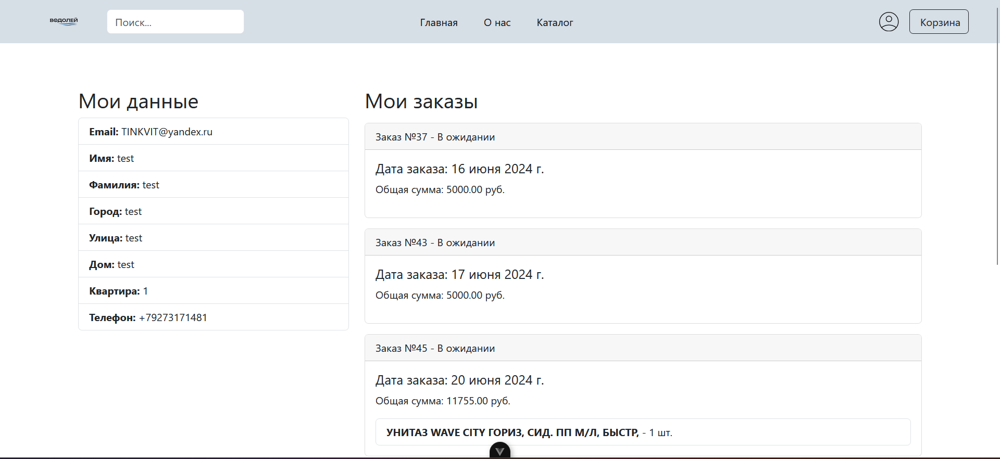 ВОДОЛЕЙ
Поиск...
Главная
О нас
Каталог
Корзина
Мои данные
Email: TINKVIT@yandex.ru
Имя: test
Фамилия: test
Город: test
Улица: test
Дом: test
Квартира: 1
Телефон: +79273171481
Мои заказы
Заказ №37 - В ожидании
Дата заказа: 16 июня 2024 г.
Общая сумма: 5000.00 руб.
Заказ №43 - В ожидании
Дата заказа: 17 июня 2024 г.
Общая сумма: 5000.00 руб.
Заказ №45 - В ожидании
Дата заказа: 20 июня 2024 г.
Общая сумма: 11755.00 руб.
УНИТАЗ WAVE CITY ГОРИЗ, СИД. ПП М/Л, БЫСТР, - 1 шт.